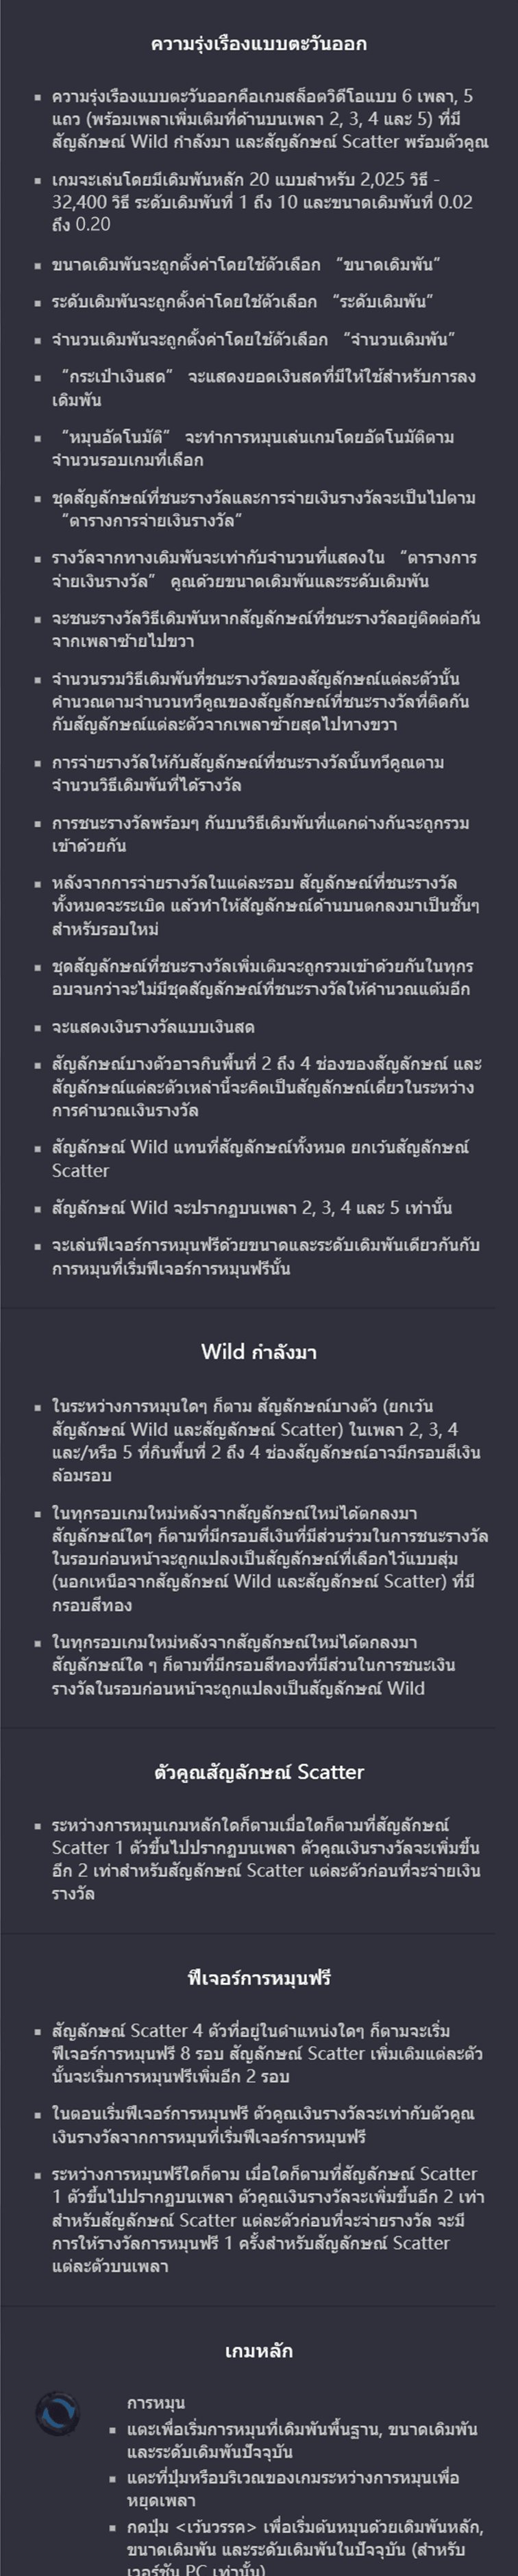 ความรุ่งเรืองแบบตะวันออก
▪ ความรุ่งเรืองแบบตะวันออกคือเกมสล็อตวิดีโอแบบ 6 เพลา, 5
แถว (พร้อมเพลาเพิ่มเติมที่ด้านบนเพลา 2, 3, 4 และ 5) ที่มี
สัญลักษณ์ Wild กำลังมา และสัญลักษณ์ Scatter พร้อมตัวคูณ
▪ เกมจะเล่นโดยมีเดิมพันหลัก 20 แบบสำหรับ 2,025 วิธี -
32,400 วิธี ระดับเดิมพันที่ 1 ถึง 10 และขนาดเดิมพันที่ 0.02
ถึง 0.20
▪ ขนาดเดิมพันจะถูกตั้งค่าโดยใช้ตัวเลือก “ขนาดเดิมพัน”
▪ ระดับเดิมพันจะถูกตั้งค่าโดยใช้ตัวเลือก “ระดับเดิมพัน”
▪ จำนวนเดิมพันจะถูกตั้งค่าโดยใช้ตัวเลือก “จำนวนเดิมพัน”
▪ “กระเป๋าเงินสด” จะแสดงยอดเงินสดที่มีให้ใช้สำหรับการลง
เดิมพัน
▪ “หมุนอัตโนมัติ” จะทำการหมุนเล่นเกมโดยอัตโนมัติตาม
จำนวนรอบเกมที่เลือก
▪ ชุดสัญลักษณ์ที่ชนะรางวัลและการจ่ายเงินรางวัลจะเป็นไปตาม
“ตารางการจ่ายเงินรางวัล”
▪ รางวัลจากทางเดิมพันจะเท่ากับจำนวนที่แสดงใน “ตารางการ
จ่ายเงินรางวัล” คูณด้วยขนาดเดิมพันและระดับเดิมพัน
▪ จะชนะรางวัลวิธีเดิมพันหากสัญลักษณ์ที่ชนะรางวัลอยู่ติดต่อกัน
จากเพลาซ้ายไปขวา
▪ จำนวนรวมวิธีเดิมพันที่ชนะรางวัลของสัญลักษณ์แต่ละตัวนั้น
คำนวณตามจำนวนทวีคูณของสัญลักษณ์ที่ชนะรางวัลที่ติดกัน
กับสัญลักษณ์แต่ละตัวจากเพลาซ้ายสุดไปทางขวา
▪ การจ่ายรางวัลให้กับสัญลักษณ์ที่ชนะรางวัลนั้นทวีคูณตาม
จำนวนวิธีเดิมพันที่ได้รางวัล
▪ การชนะรางวัลพร้อมๆ กันบนวิธีเดิมพันที่แตกต่างกันจะถูกรวม
เข้าด้วยกัน
▪ หลังจากการจ่ายรางวัลในแต่ละรอบ สัญลักษณ์ที่ชนะรางวัล
ทั้งหมดจะระเบิด แล้วทำให้สัญลักษณ์ด้านบนตกลงมาเป็นชั้นๆ
สำหรับรอบใหม่
▪ ชุดสัญลักษณ์ที่ชนะรางวัลเพิ่มเติมจะถูกรวมเข้าด้วยกันในทุกร
อบจนกว่าจะไม่มีชุดสัญลักษณ์ที่ชนะรางวัลให้คำนวณแต้มอีก
▪ จะแสดงเงินรางวัลแบบเงินสด
▪ สัญลักษณ์บางตัวอาจกินพื้นที่ 2 ถึง 4 ช่องของสัญลักษณ์ และ
สัญลักษณ์แต่ละตัวเหล่านี้จะคิดเป็นสัญลักษณ์เดี่ยวในระหว่าง
การคำนวณเงินรางวัล
▪ สัญลักษณ์ Wild แทนที่สัญลักษณ์ทั้งหมด ยกเว้นสัญลักษณ์
Scatter
▪ สัญลักษณ์ Wild จะปรากฏบนเพลา 2, 3, 4 และ 5 เท่านั้น
▪ จะเล่นฟีเจอร์การหมุนฟรีด้วยขนาดและระดับเดิมพันเดียวกันกับ
การหมุนที่เริ่มฟีเจอร์การหมุนฟรีนั้น
Wild กำลังมา
▪ ในระหว่างการหมุนใดๆ ก็ตาม สัญลักษณ์บางตัว (ยกเว้น
สัญลักษณ์ Wild และสัญลักษณ์ Scatter) ในเพลา 2, 3, 4
และ/หรือ 5 ที่กินพื้นที่ 2 ถึง 4 ช่องสัญลักษณ์อาจมีกรอบสีเงิน
ล้อมรอบ
▪ ในทุกรอบเกมใหม่หลังจากสัญลักษณ์ใหม่ได้ตกลงมา
สัญลักษณ์ใดๆ ก็ตามที่มีกรอบสีเงินที่มีส่วนร่วมในการชนะรางวัล
ในรอบก่อนหน้าจะถูกแปลงเป็นสัญลักษณ์ที่เลือกไว้แบบสุ่ม
(นอกเหนือจากสัญลักษณ์ Wild และสัญลักษณ์ Scatter) ที่มี
กรอบสีทอง
▪ ในทุกรอบเกมใหม่หลังจากสัญลักษณ์ใหม่ได้ตกลงมา
สัญลักษณ์ใด ๆ ก็ตามที่มีกรอบสีทองที่มีส่วนในการชนะเงิน
รางวัลในรอบก่อนหน้าจะถูกแปลงเป็นสัญลักษณ์ Wild
ตัวคูณสัญลักษณ์ Scatter
▪ ระหว่างการหมุนเกมหลักใดก็ตามเมื่อใดก็ตามที่สัญลักษณ์
Scatter 1 ตัวขึ้นไปปรากฏบนเพลา ตัวคูณเงินรางวัลจะเพิ่มขึ้น
อีก 2 เท่าสำหรับสัญลักษณ์ Scatter แต่ละตัวก่อนที่จะจ่ายเงิน
รางวัล
ฟีเจอร์การหมุนฟรี
▪ สัญลักษณ์ Scatter 4 ตัวที่อยู่ในตำแหน่งใดๆ ก็ตามจะเริ่ม
ฟีเจอร์การหมุนฟรี 8 รอบ สัญลักษณ์ Scatter เพิ่มเติมแต่ละตัว
นั้นจะเริ่มการหมุนฟรีเพิ่มอีก 2 รอบ
▪ ในตอนเริ่มฟีเจอร์การหมุนฟรี ตัวคูณเงินรางวัลจะเท่ากับตัวคูณ
เงินรางวัลจากการหมุนที่เริ่มฟีเจอร์การหมุนฟรี
▪ ระหว่างการหมุนฟรีใดก็ตาม เมื่อใดก็ตามที่สัญลักษณ์ Scatter
1 ตัวขึ้นไปปรากฏบนเพลา ตัวคูณเงินรางวัลจะเพิ่มขึ้นอีก 2 เท่า
สำหรับสัญลักษณ์ Scatter แต่ละตัวก่อนที่จะจ่ายรางวัล จะมี
การให้รางวัลการหมุนฟรี 1 ครั้งสำหรับสัญลักษณ์ Scatter
แต่ละตัวบนเพลา
เกมหลัก
การหมุน
▪ แตะเพื่อเริ่มการหมุนที่เดิมพันพื้นฐาน, ขนาดเดิมพัน
และระดับเดิมพันปัจจุบัน
▪ แตะที่ปุ่มหรือบริเวณของเกมระหว่างการหมุนเพื่อ
หยุดเพลา
▪ กดปุ่ม <เว้นวรรค> เพื่อเริ่มต้นหมุนด้วยเดิมพันหลัก,
ขนาดเดิมพัน และระดับเดิมพันในปัจจุบัน (สำหรับ
เวอร์ชัน PC เท่านั้น)